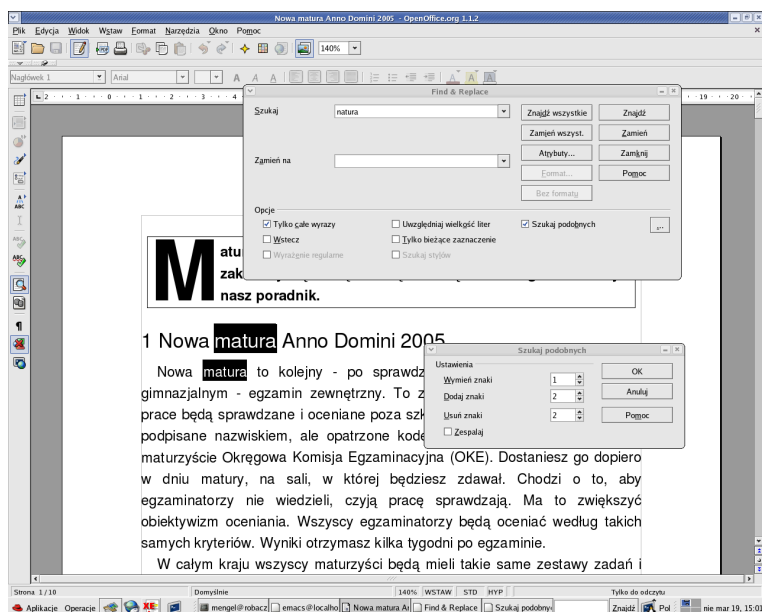 Nowa matura Anno Domini 2005 - OpenOffice.org 1.1.2
Plik Edycja Widok Wstaw Format Narzędzia Okno Pomoc
140%
Nagłówek 1 Arial
Find & Replace
Szukaj natura Znajdź wszystkie Znajdź
Zamień wszyst. Zamień
Zamień na Atrybuty... Zamknij
Format... Pomoc
Bez formatu
Opcje
Tylko całe wyrazy Uwzględniaj wielkość liter Szukaj podobnych ...
Wstecz Tylko bieżące zaznaczenie
Wyrażenie regularne Szukaj stylów
M
nasz poradnik.
1 Nowa matura Anno Domini 2005
Nowa matura to kolejny - po sprawdz
gimnazjalnym - egzamin zewnętrzny. To z
prace będą sprawdzane i oceniane poza szk
podpisane nazwiskiem, ale opatrzone kode
maturzyście Okręgowa Komisja Egzaminacyjna (OKE). Dostaniesz go dopiero
w dniu matury, na sali, w której będziesz zdawał. Chodzi o to, aby
egzaminatorzy nie wiedzieli, czyją pracę sprawdzają. Ma to zwiększyć
obiektywizm oceniania. Wszyscy egzaminatorzy będą oceniać według takich
samych kryteriów. Wyniki otrzymasz kilka tygodni po egzaminie.
W całym kraju wszyscy maturzyści będą mieli takie same zestawy zadań i
Szukaj podobnych
Ustawienia
Wymień znaki 1 OK
Dodaj znaki 2 Anuluj
Usuń znaki 2 Pomoc
Zespalaj
Strona 1 / 10 Domyślnie 140% WSTAW STD HYP Tylko do odczytu
Aplikacje Operacje mengel@robacz emacs@localho Nowa matura An Find & Replace Szukaj podobny Znajdź Pol nie mar 19, 15:01